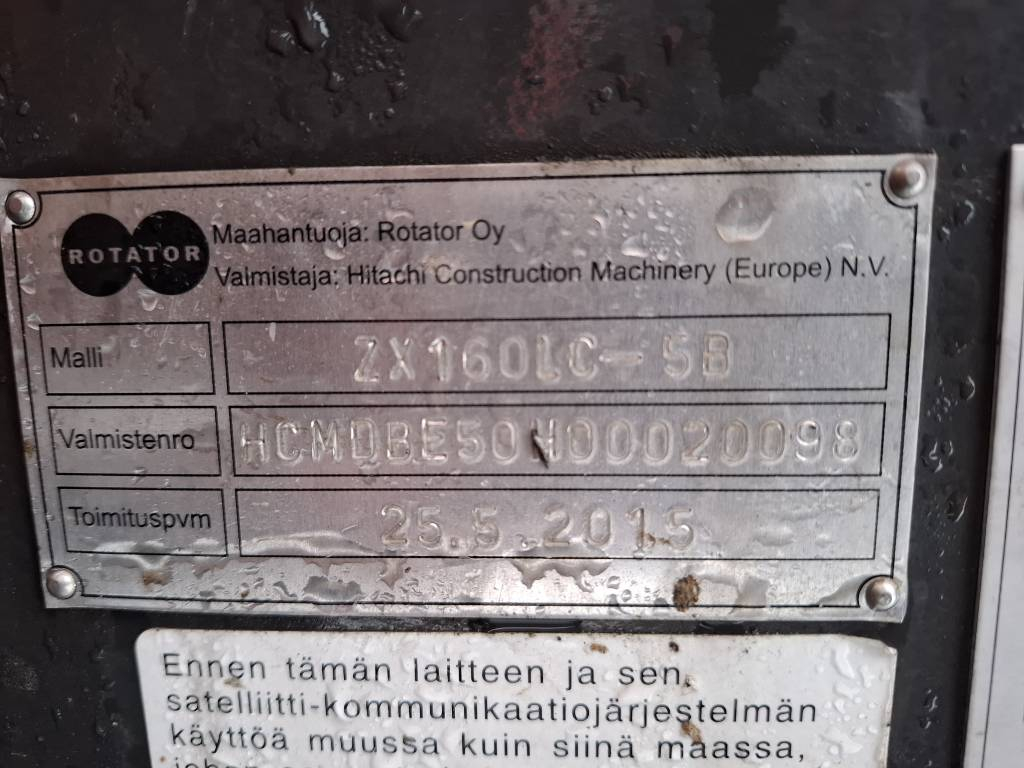 ROTATOR
Maahantuoja: Rotator Oy
Valmistaja: Hitachi Construction Machinery (Europe) N.V.
Malli ZX160LC-5B
Valmistenro HCMDBE50H00020098
Toimituspvm 25.5.2015
Ennen tämän laitteen ja sen
satelliitti-kommunikaatiojärjestelmän
käyttöä muussa kuin siinä maassa,